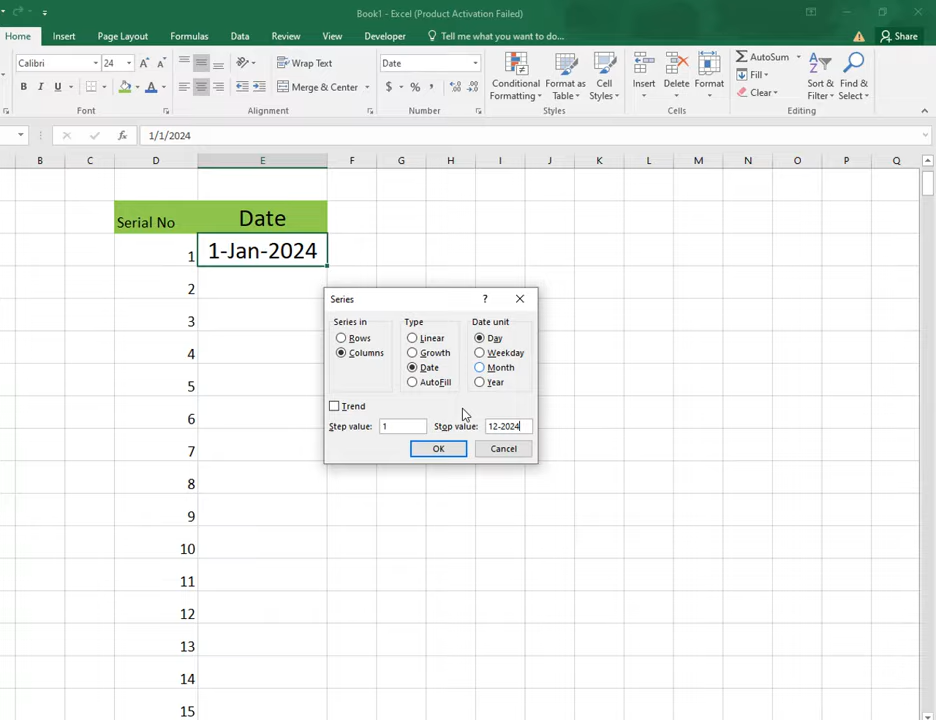 Book1 - Excel (Product Activation Failed)
Home Insert Page Layout Formulas Data Review View Developer Tell me what you want to do... Share
Calibri 24 A A Wrap Text Date AutoSum
B I U A Merge & Center $ % , Conditional Formatting Format as Table Cell Styles Insert Delete Format Fill Clear Sort & Filter Find & Select
Font Alignment Number Styles Cells Editing
fx 1/1/2024
B C D E F G H I J K L M N O P Q
Serial No Date
1 1-Jan-2024
2
3
4
5
6
7
8
9
10
11
12
13
14
15
Series ? ×
Series in Type Date unit
Rows Linear Day
Columns Growth Weekday
Date Month
AutoFill Year
Trend
Step value: 1 Stop value: 12-2024
OK Cancel